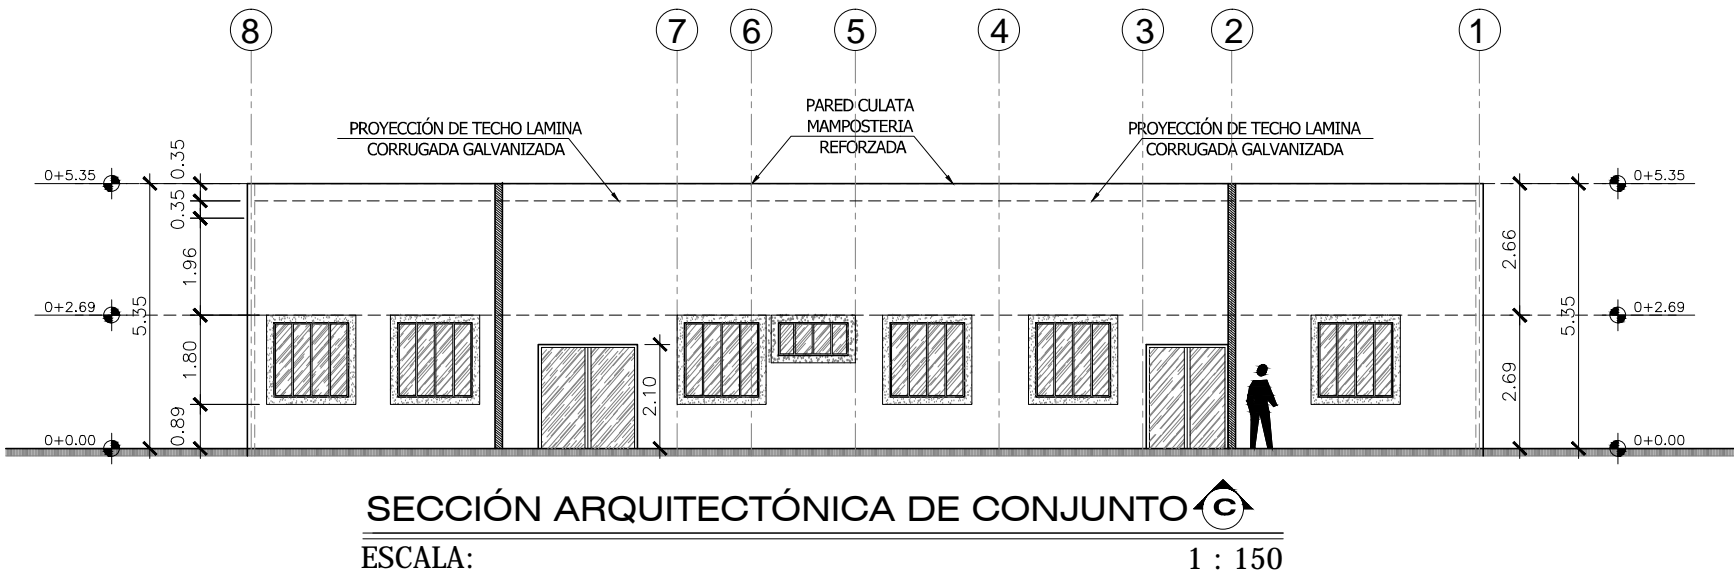 8 7 6 5 4 3 2 1
PARED CULATA
MAMPOSTERIA
REFORZADA
PROYECCIÓN DE TECHO LAMINA
CORRUGADA GALVANIZADA
PROYECCIÓN DE TECHO LAMINA
CORRUGADA GALVANIZADA
0+5.35
0+2.69
0+0.00
5.35
0.35
0.35
1.96
1.80
0.89
2.10
2.66
2.69
5.35
0+5.35
0+2.69
0+0.00
SECCIÓN ARQUITECTÓNICA DE CONJUNTO C
ESCALA: 1 : 150